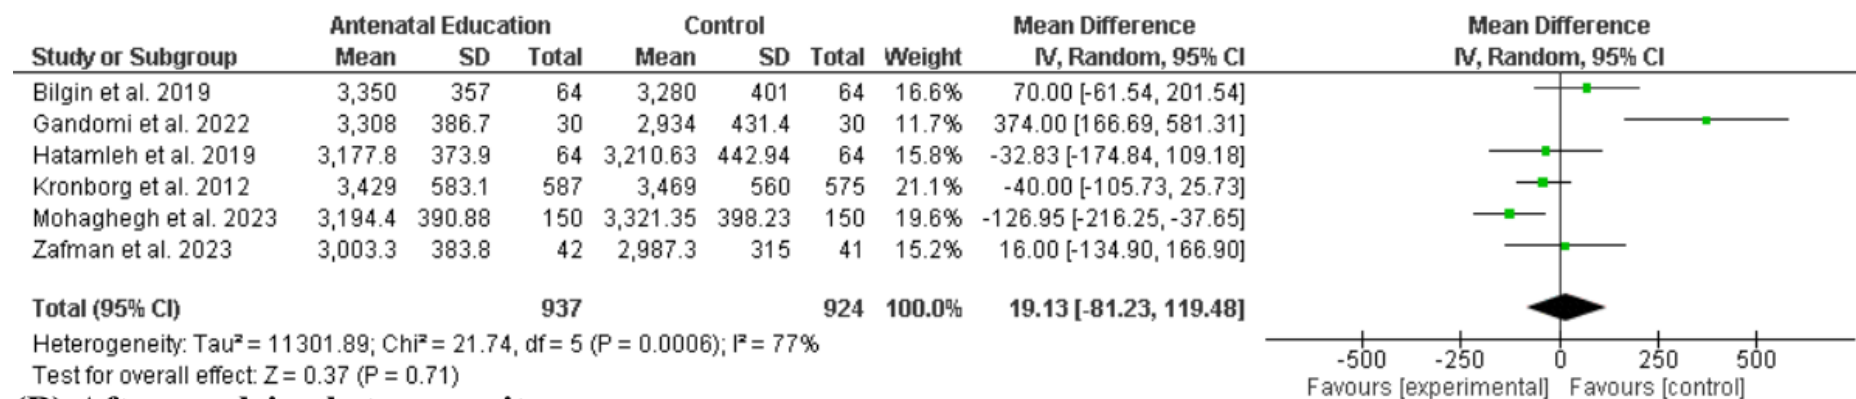 Antenatal Education Control Mean Difference Mean Difference
Study or Subgroup Mean SD Total Mean SD Total Weight IV, Random, 95% CI IV, Random, 95% CI
Bilgin et al. 2019 3,350 357 64 3,280 401 64 16.6% 70.00 [-61.54, 201.54]
Gandomi et al. 2022 3,308 386.7 30 2,934 431.4 30 11.7% 374.00 [166.69, 581.31]
Hatamleh et al. 2019 3,177.8 373.9 64 3,210.63 442.94 64 15.8% -32.83 [-174.84, 109.18]
Kronborg et al. 2012 3,429 583.1 587 3,469 560 575 21.1% -40.00 [-105.73, 25.73]
Mohaghegh et al. 2023 3,194.4 390.88 150 3,321.35 398.23 150 19.6% -126.95 [-216.25, -37.65]
Zafman et al. 2023 3,003.3 383.8 42 2,987.3 315 41 15.2% 16.00 [-134.90, 166.90]
Total (95% CI) 937 924 100.0% 19.13 [-81.23, 119.48]
Heterogeneity: Tau² = 11301.89; Chi² = 21.74, df = 5 (P = 0.0006); I² = 77%
Test for overall effect: Z = 0.37 (P = 0.71)
-500 -250 0 250 500
Favours [experimental] Favours [control]